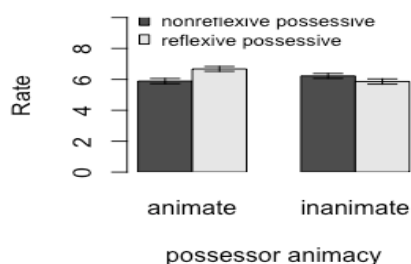 nonreflexive possessive
reflexive possessive
Rate
8
6
4
2
0
animate inanimate
possessor animacy